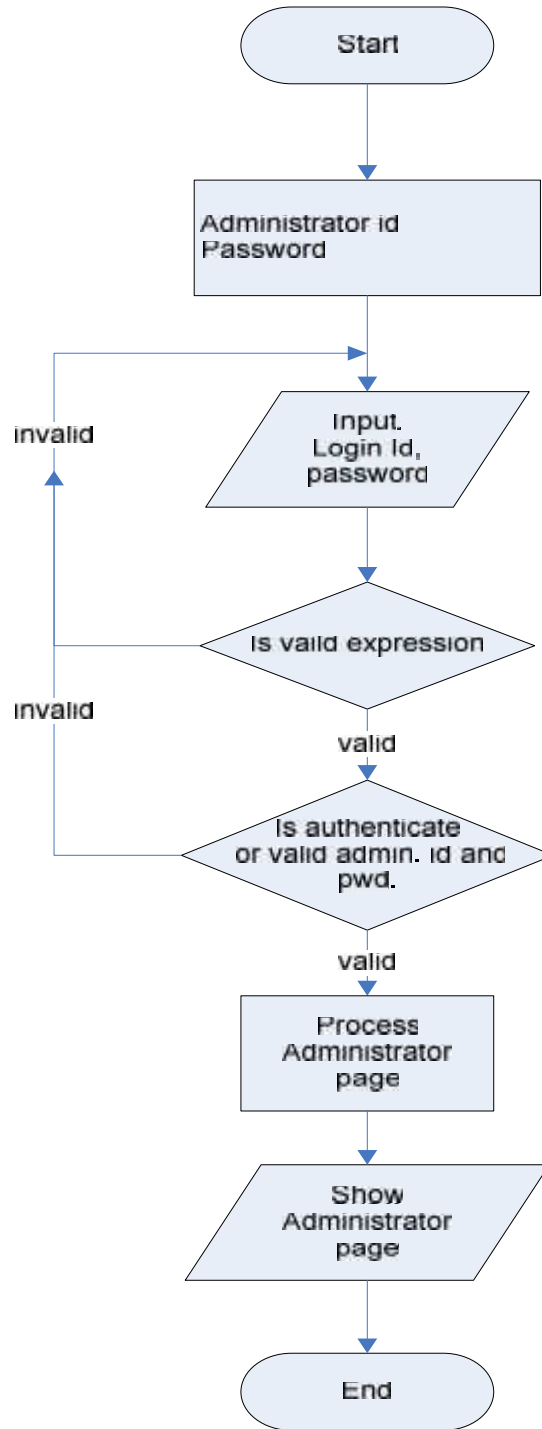 Start
Administrator id
Password
invalid
Input.
Login Id,
password
Is valid expression
invalid
valid
Is authenticate
or valid admin. id and
pwd.
valid
Process
Administrator
page
Show
Administrator
page
End